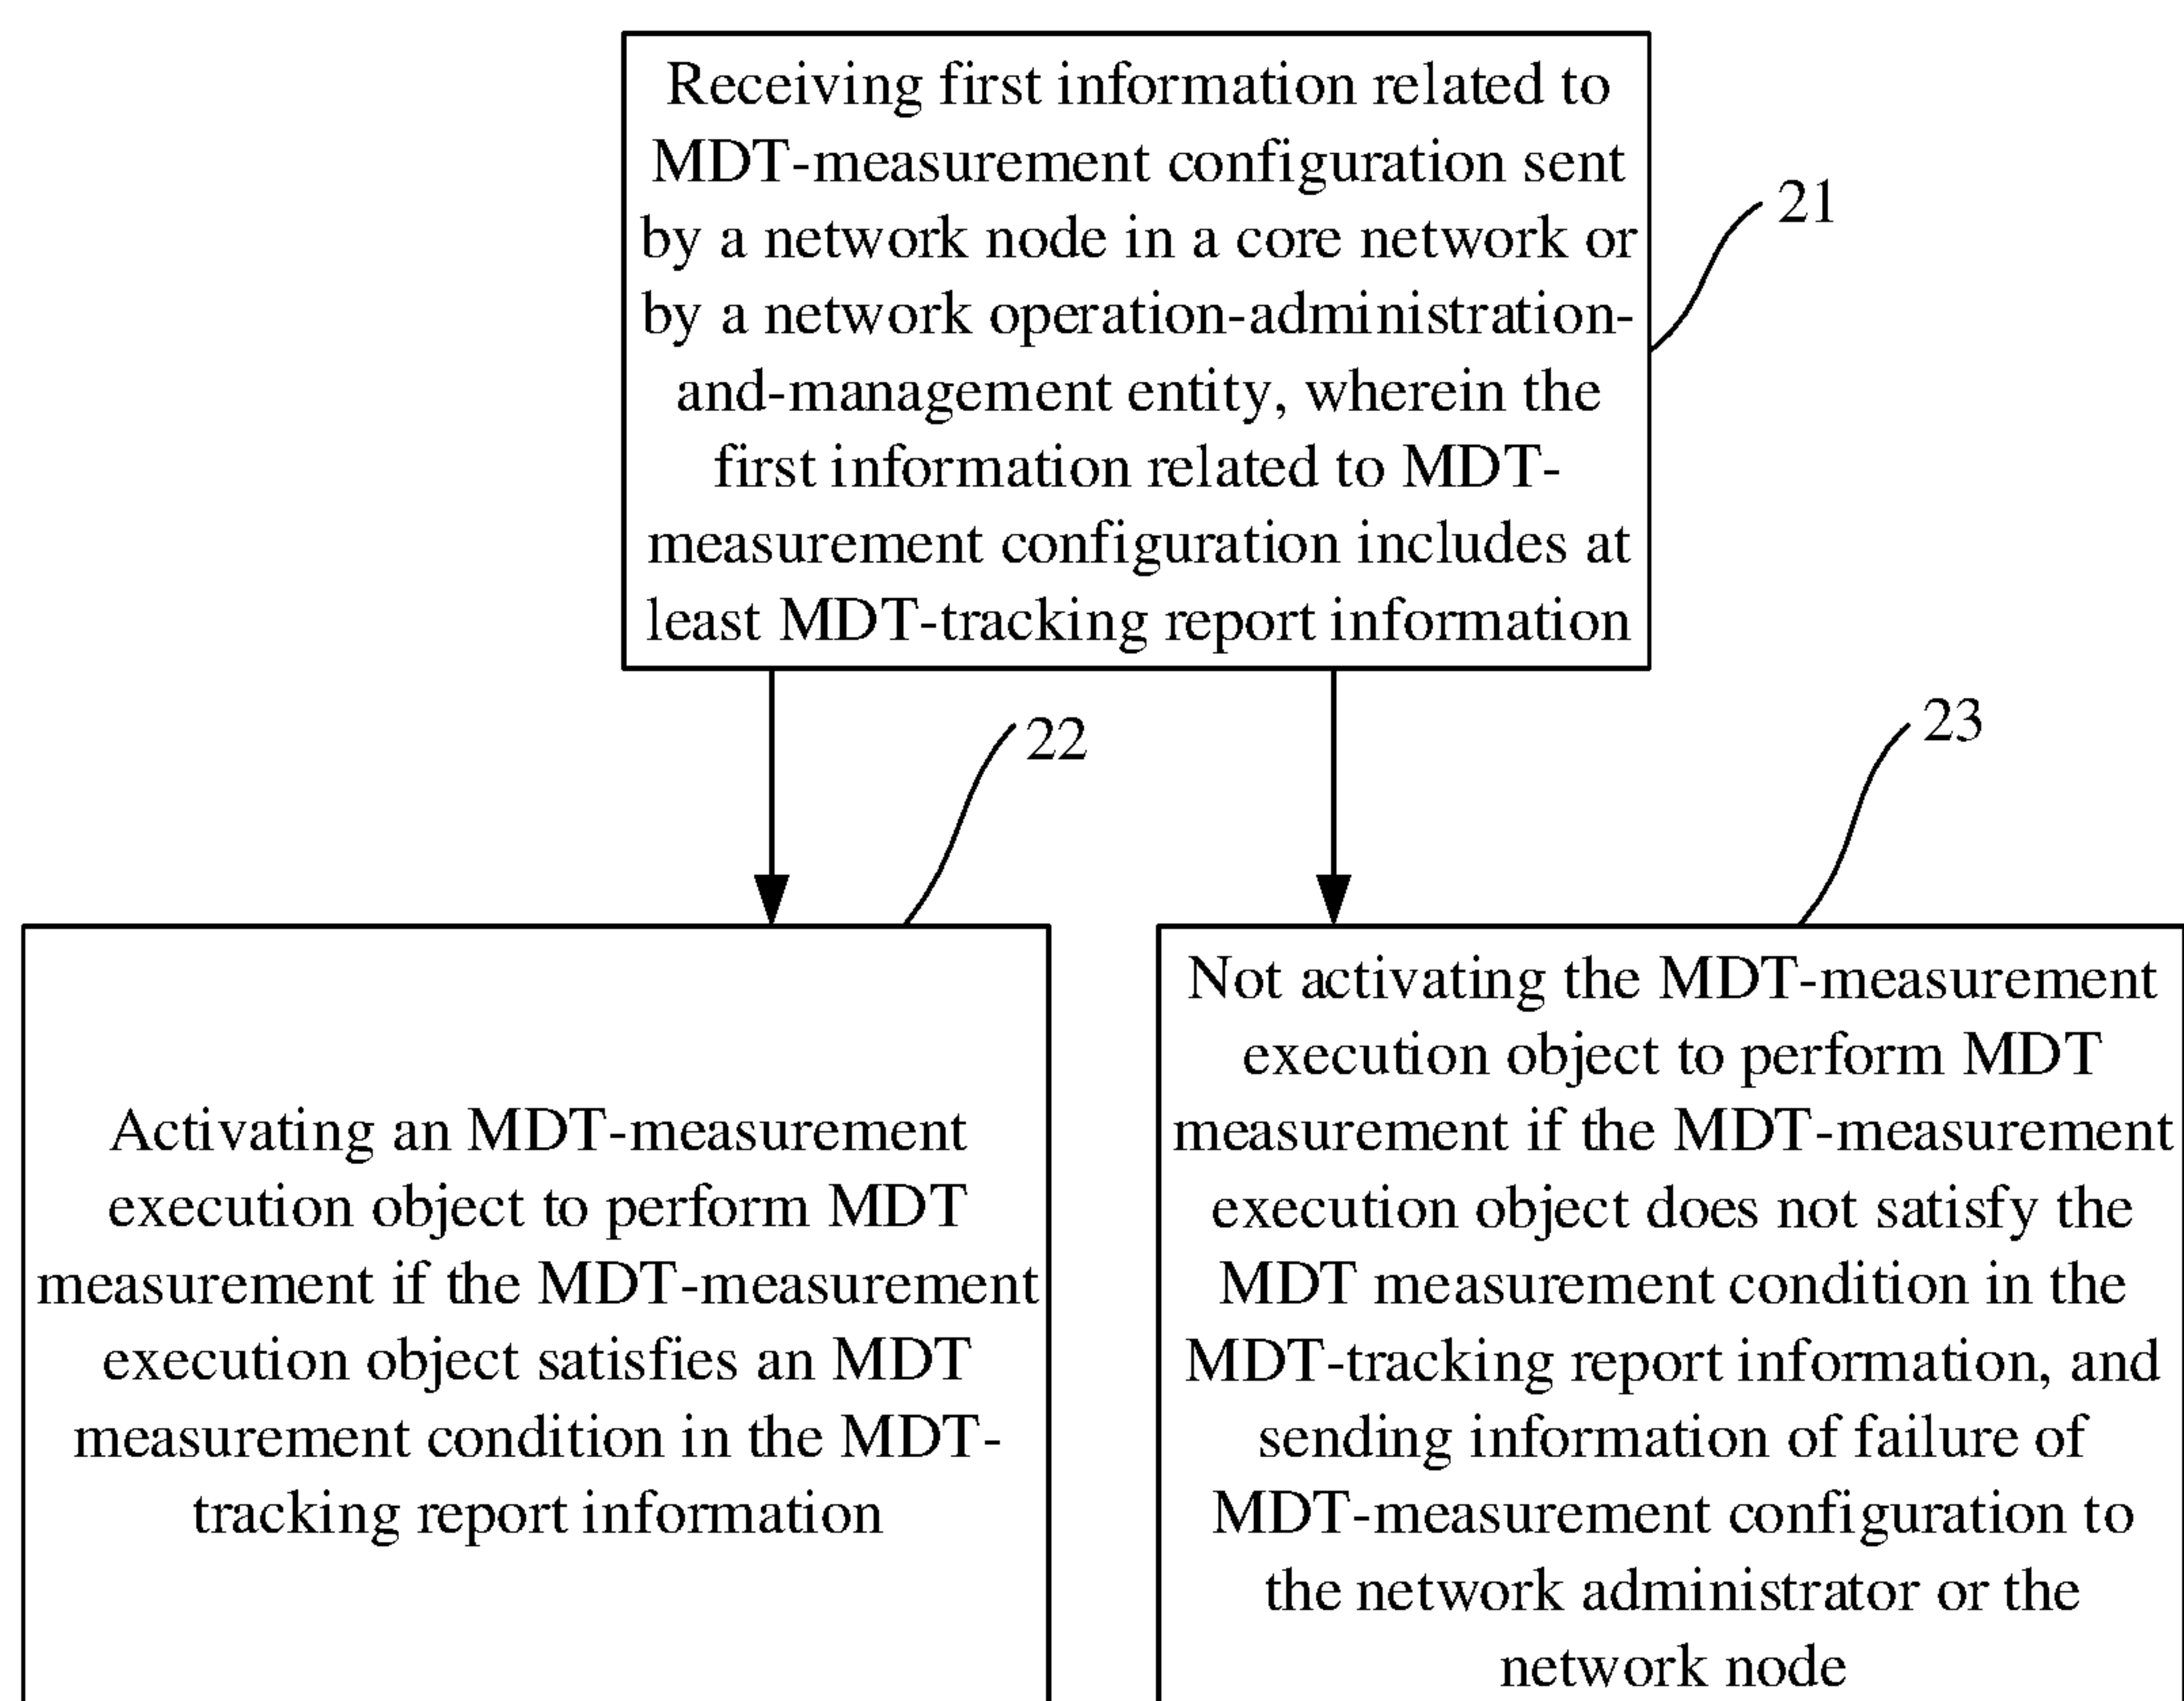 Receiving first information related to
MDT-measurement configuration sent
by a network node in a core network or
by a network operation-administration-
and-management entity, wherein the
first information related to MDT-
measurement configuration includes at
least MDT-tracking report information
21
22
23
Activating an MDT-measurement
execution object to perform MDT
measurement if the MDT-measurement
execution object satisfies an MDT
measurement condition in the MDT-
tracking report information
Not activating the MDT-measurement
execution object to perform MDT
measurement if the MDT-measurement
execution object does not satisfy the
MDT measurement condition in the
MDT-tracking report information, and
sending information of failure of
MDT-measurement configuration to
the network administrator or the
network node